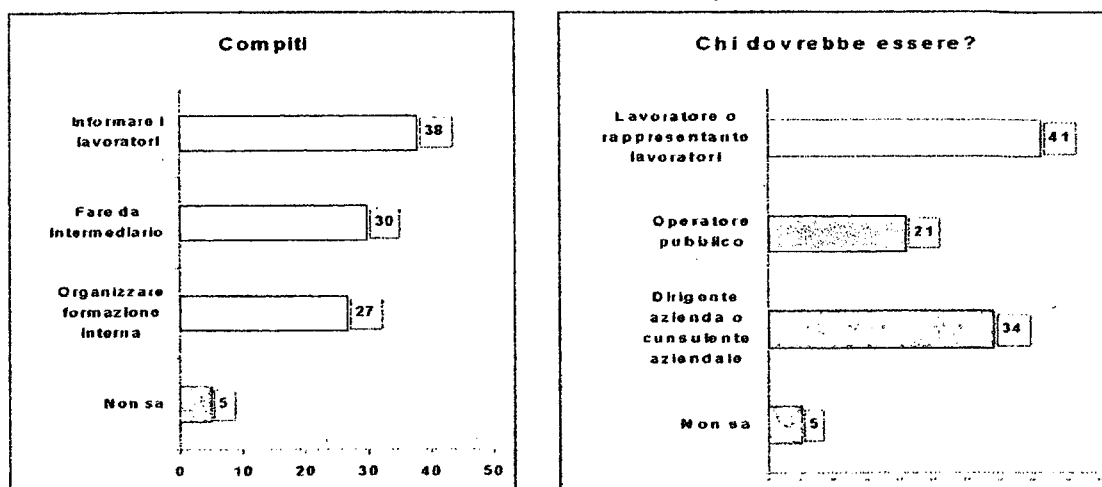 Compiti
Informare i
lavoratori
38
Fare da
intermediario
30
Organizzare
formazione
interna
27
Non sa
5
0 10 20 30 40 50
Chi dovrebbe essere?
Lavoratore o
rappresentante
lavoratori
41
Operatore
pubblico
21
Dirigente
azienda o
cunsulente
aziendale
34
Non sa
5